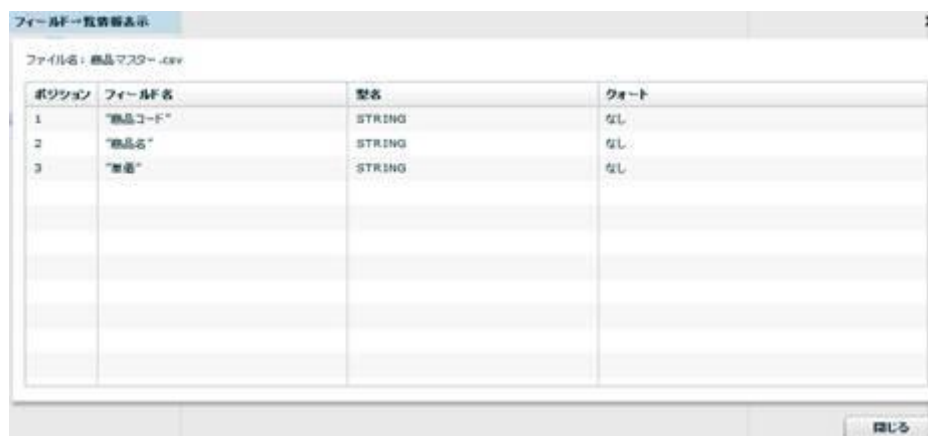 フィールド一覧情報表示
ファイル名: 商品マスター.csv
ポジション フィールド名 型名 クォート
1 "商品コード" STRING なし
2 "商品名" STRING なし
3 "単価" STRING なし
閉じる